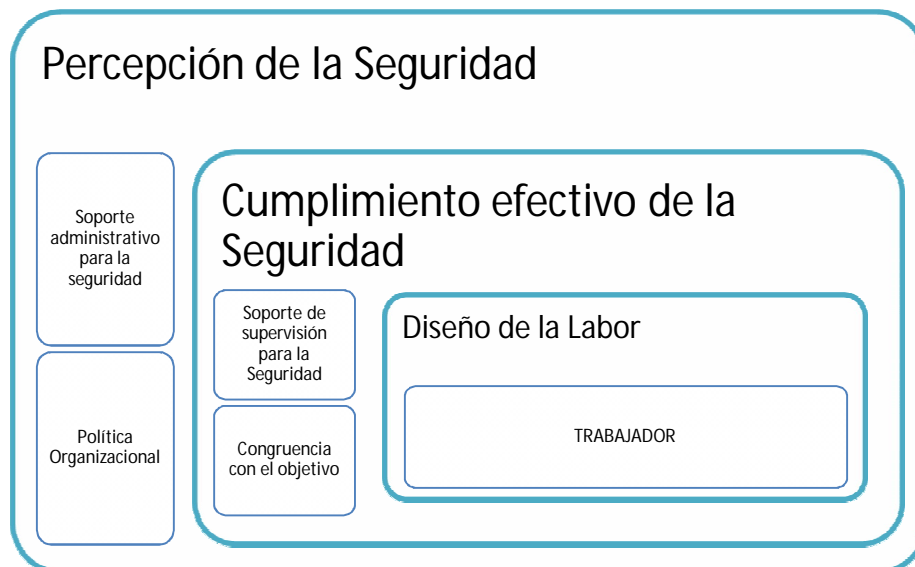 Percepción de la Seguridad
Soporte
administrativo
para la
seguridad
Política
Organizacional
Cumplimiento efectivo de la
Seguridad
Soporte de
supervisión
para la
Seguridad
Congruencia
con el objetivo
Diseño de la Labor
TRABAJADOR